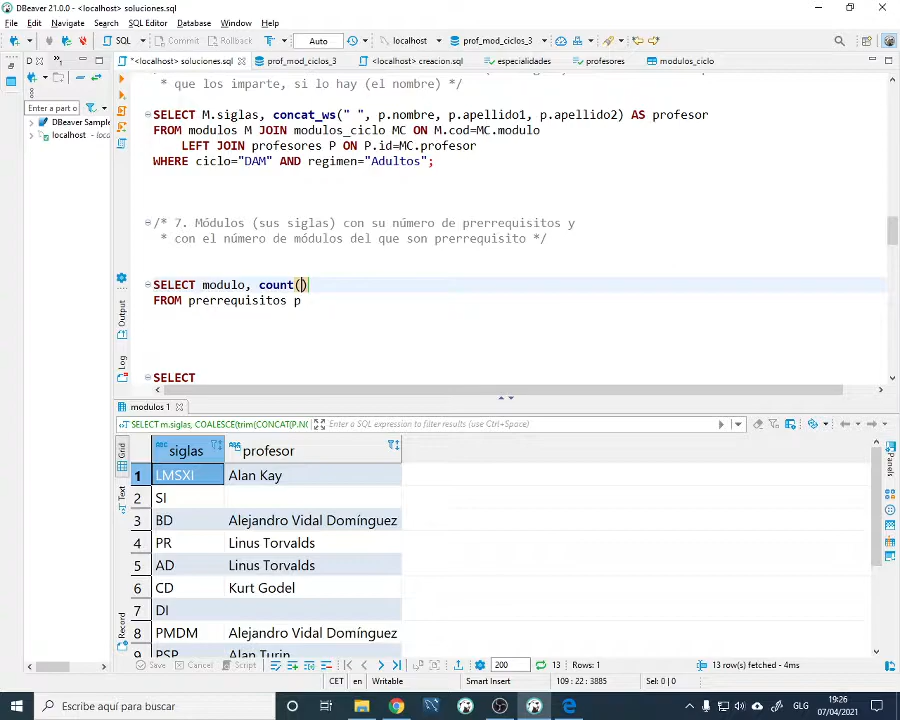 DBeaver 21.0.0 - <localhost> soluciones.sql
File Edit Navigate Search SQL Editor Database Window Help
SQL Commit Rollback T Auto localhost prof_mod_ciclos_3
D *<localhost> soluciones.sql prof_mod_ciclos_3 <localhost> creacion.sql especialidades profesores modulos_ciclo
Enter a part o
DBeaver Sample
localhost - loca
* que los imparte, si lo hay (el nombre) */
SELECT M.siglas, concat_ws(" ", p.nombre, p.apellido1, p.apellido2) AS profesor
FROM modulos M JOIN modulos_ciclo MC ON M.cod=MC.modulo
LEFT JOIN profesores P ON P.id=MC.profesor
WHERE ciclo="DAM" AND regimen="Adultos";
/* 7. Módulos (sus siglas) con su número de prerrequisitos y
* con el número de módulos del que son prerrequisito */
SELECT modulo, count()
FROM prerrequisitos p
SELECT
Output
Log
modulos 1
SELECT m.siglas, COALESCE(trim(CONCAT(P.NO Enter a SQL expression to filter results (use Ctrl+Space)
Grid
Text
Record
Panels
siglas profesor
1 LMSXI Alan Kay
2 SI
3 BD Alejandro Vidal Domínguez
4 PR Linus Torvalds
5 AD Linus Torvalds
6 CD Kurt Godel
7 DI
8 PMDM Alejandro Vidal Domínguez
9 PSP Alan Turin
Save Cancel Script 200 13 Rows: 1 13 row(s) fetched - 4ms
CET en Writable Smart Insert 109 : 22 : 3885 Sel: 0 | 0
Escribe aquí para buscar
GLG
19:26
07/04/2021